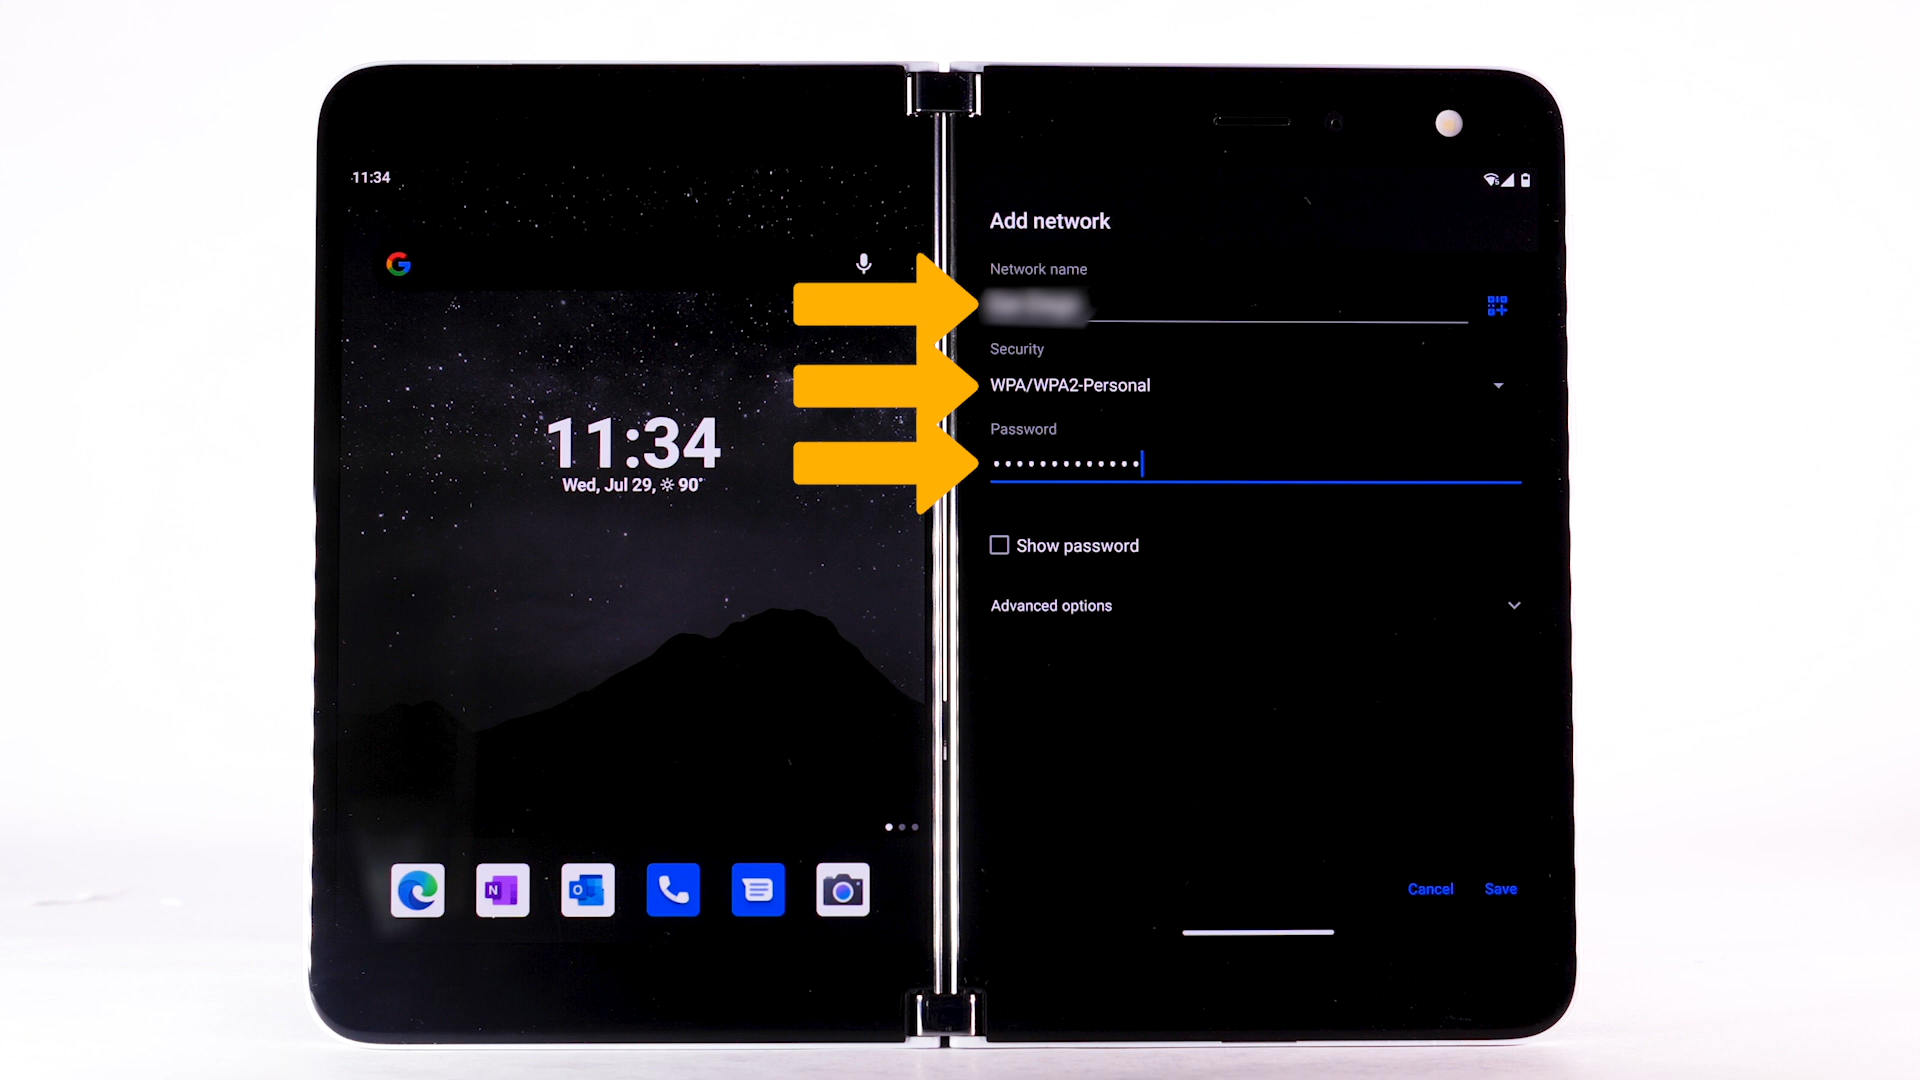 11:34
11:34
Wed, Jul 29, 90°
Add network
Network name
Security
WPA/WPA2-Personal
Password
•••••••••••••
Show password
Advanced options
Cancel
Save